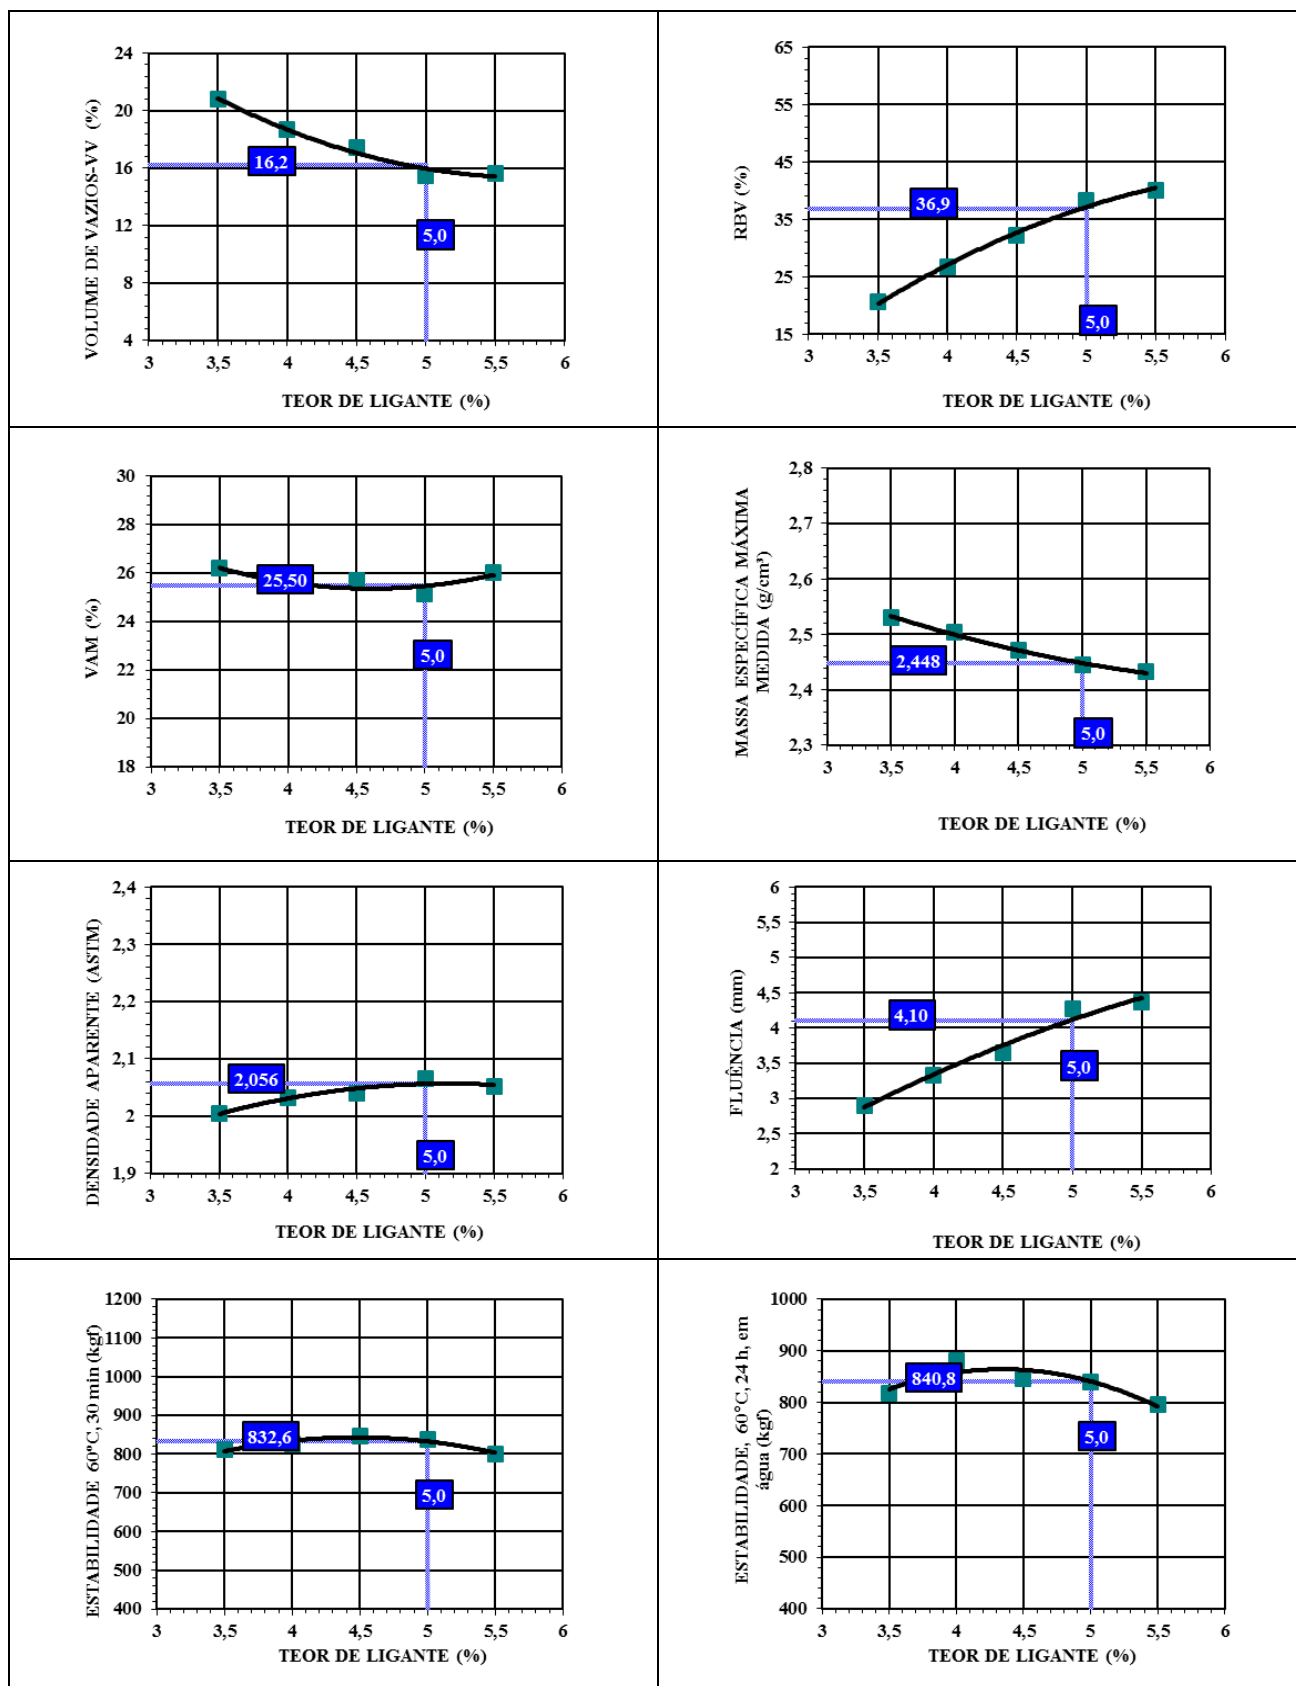 VOLUME DE VAZIOS-VV (%)
24
20
16
12
8
4
16,2
5,0
3 3,5 4 4,5 5 5,5 6
TEOR DE LIGANTE (%)
RBV (%)
65
55
45
35
25
15
36,9
5,0
3 3,5 4 4,5 5 5,5 6
TEOR DE LIGANTE (%)
VAM (%)
30
28
26
24
22
20
18
25,50
5,0
3 3,5 4 4,5 5 5,5 6
TEOR DE LIGANTE (%)
MASSA ESPECÍFICA MÁXIMA
MEDIDA (g/cm³)
2,8
2,7
2,6
2,5
2,4
2,3
2,448
5,0
3 3,5 4 4,5 5 5,5 6
TEOR DE LIGANTE (%)
DENSIDADE APARENTE (ASTM)
2,4
2,3
2,2
2,1
2
1,9
2,056
5,0
3 3,5 4 4,5 5 5,5 6
TEOR DE LIGANTE (%)
FLUÊNCIA (mm)
6
5,5
5
4,5
4
3,5
3
2,5
2
4,10
5,0
3 3,5 4 4,5 5 5,5 6
TEOR DE LIGANTE (%)
ESTABILIDADE 60ºC, 30 min (kgf)
1200
1100
1000
900
800
700
600
500
400
832,6
5,0
3 3,5 4 4,5 5 5,5 6
TEOR DE LIGANTE (%)
ESTABILIDADE, 60°C, 24 h, em
água (kgf)
1000
900
800
700
600
500
400
840,8
5,0
3 3,5 4 4,5 5 5,5 6
TEOR DE LIGANTE (%)